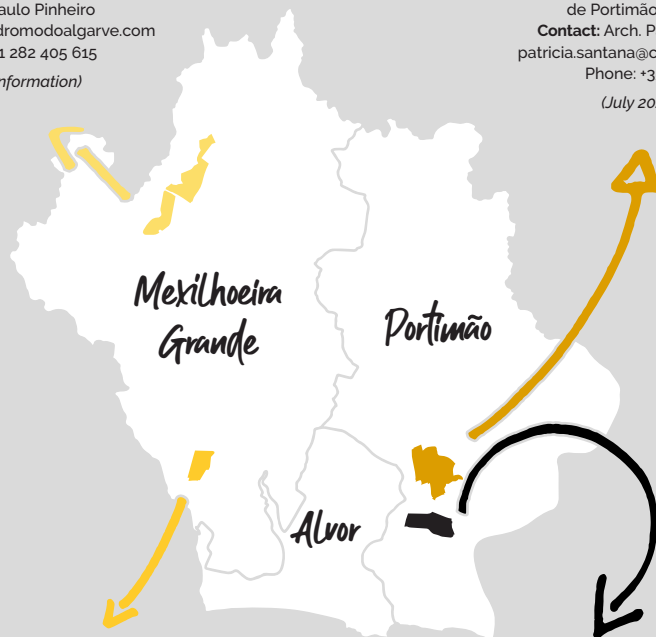 aulo Pinheiro
dromodoalgarve.com
1 282 405 615
nformation)
de Portimão
Contact: Arch. P
patricia.santana@c
Phone: +3
(July 20
Mexilhoeira
Grande
Portimão
Alvor